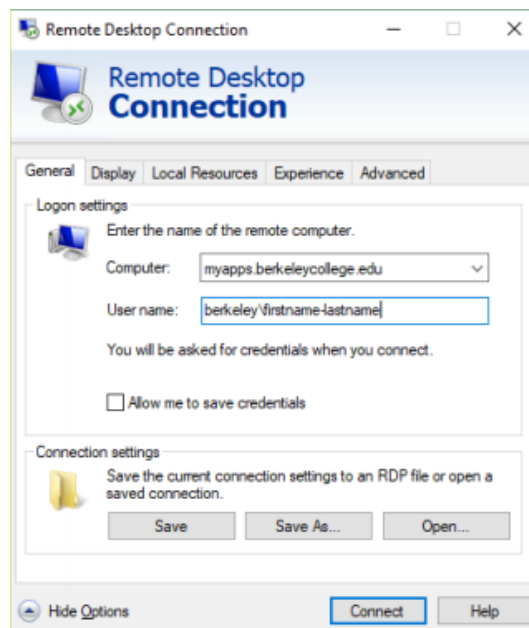 Remote Desktop Connection
Remote Desktop
Connection
General Display Local Resources Experience Advanced
Logon settings
Enter the name of the remote computer.
Computer: myapps.berkeleycollege.edu
User name: berkeley\firstname-lastname
You will be asked for credentials when you connect.
Allow me to save credentials
Connection settings
Save the current connection settings to an RDP file or open a
saved connection.
Save Save As... Open...
Hide Options Connect Help